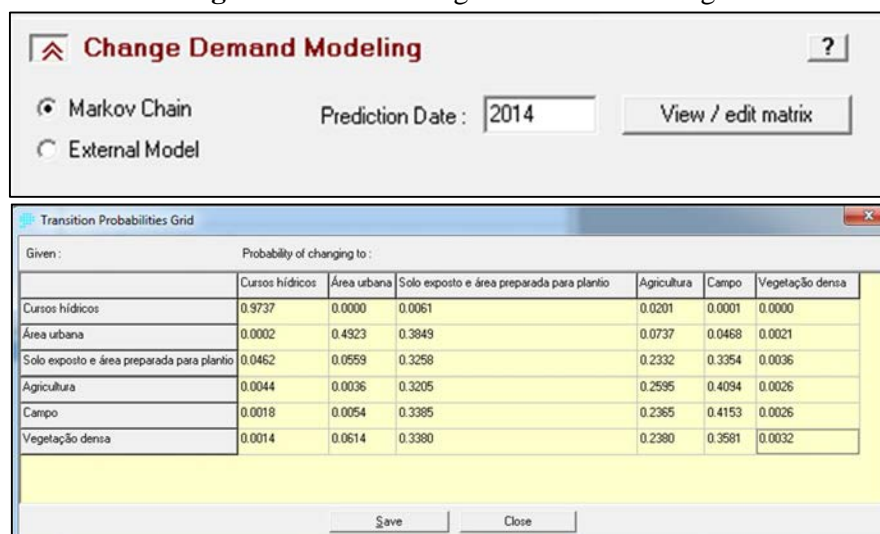 Change Demand Modeling ?
Markov Chain Prediction Date : 2014 View / edit matrix
External Model
Transition Probabilities Grid x
Given : Probability of changing to :
Cursos hídricos Área urbana Solo exposto e área preparada para plantio Agricultura Campo Vegetação densa
Cursos hídricos 0.9737 0.0000 0.0061 0.0201 0.0001 0.0000
Área urbana 0.0002 0.4923 0.3849 0.0737 0.0468 0.0021
Solo exposto e área preparada para plantio 0.0462 0.0559 0.3258 0.2332 0.3354 0.0036
Agricultura 0.0044 0.0036 0.3205 0.2595 0.4094 0.0026
Campo 0.0018 0.0054 0.3385 0.2365 0.4153 0.0026
Vegetação densa 0.0014 0.0614 0.3380 0.2380 0.3581 0.0032
Save Close